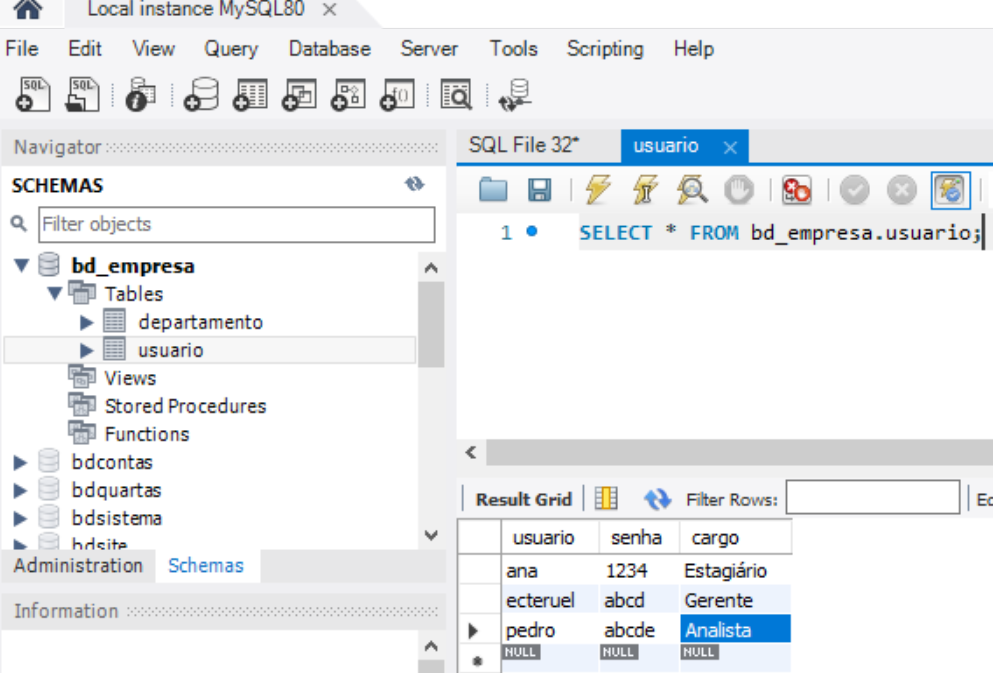 Local instance MySQL80
File Edit View Query Database Server Tools Scripting Help
SQL SQL
Navigator
SCHEMAS
Filter objects
bd_empresa
Tables
departamento
usuario
Views
Stored Procedures
Functions
bdcontas
bdquartas
bdsistema
bdsite
Administration Schemas
Information
SQL File 32* usuario
1 SELECT * FROM bd_empresa.usuario;
Result Grid Filter Rows:
usuario senha cargo
ana 1234 Estagiário
ecteruel abcd Gerente
pedro abcde Analista
NULL NULL NULL